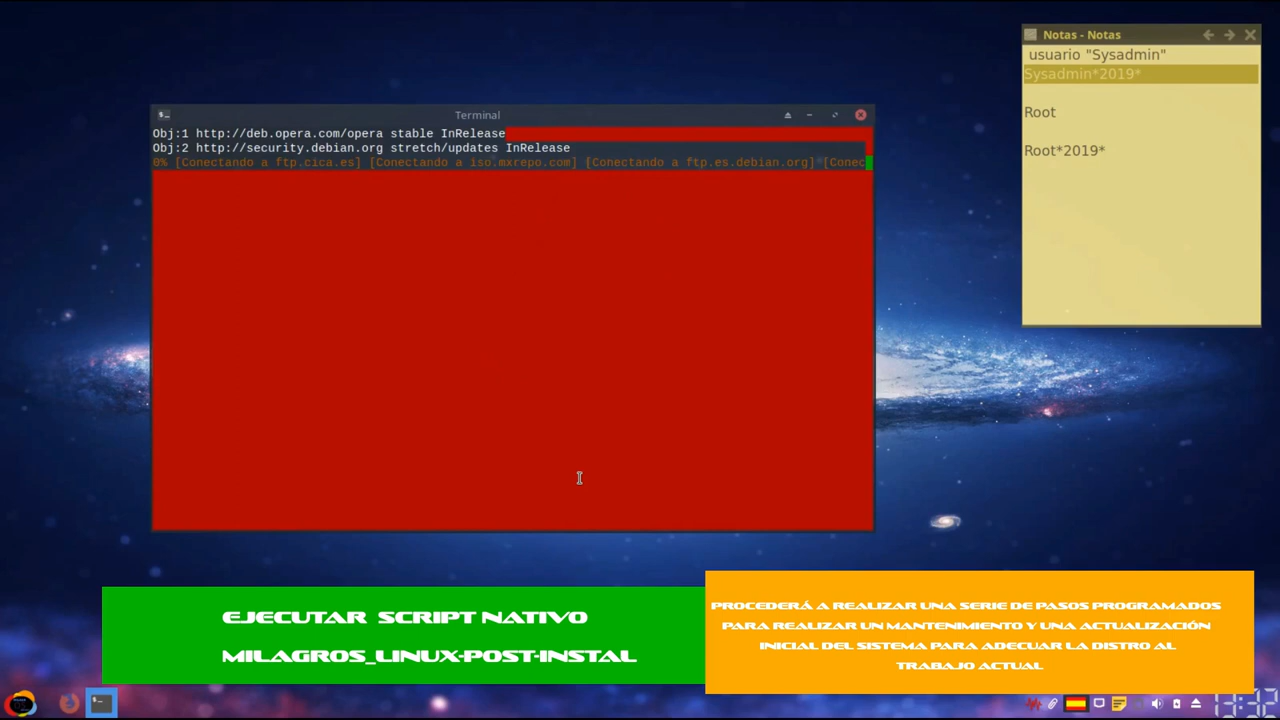 Notas - Notas
usuario "Sysadmin"
Sysadmin*2019*
Root
Root*2019*
Terminal
Obj:1 http://deb.opera.com/opera stable InRelease
Obj:2 http://security.debian.org stretch/updates InRelease
0% [Conectando a ftp.cica.es] [Conectando a iso.mxrepo.com] [Conectando a ftp.es.debian.org] [Conec
EJECUTAR SCRIPT NATIVO
MILAGROS_LINUX-POST-INSTAL
PROCEDERÁ A REALIZAR UNA SERIE DE PASOS PROGRAMADOS
PARA REALIZAR UN MANTENIMIENTO Y UNA ACTUALIZACIÓN
INICIAL DEL SISTEMA PARA ADECUAR LA DISTRO AL
TRABAJO ACTUAL
13:32